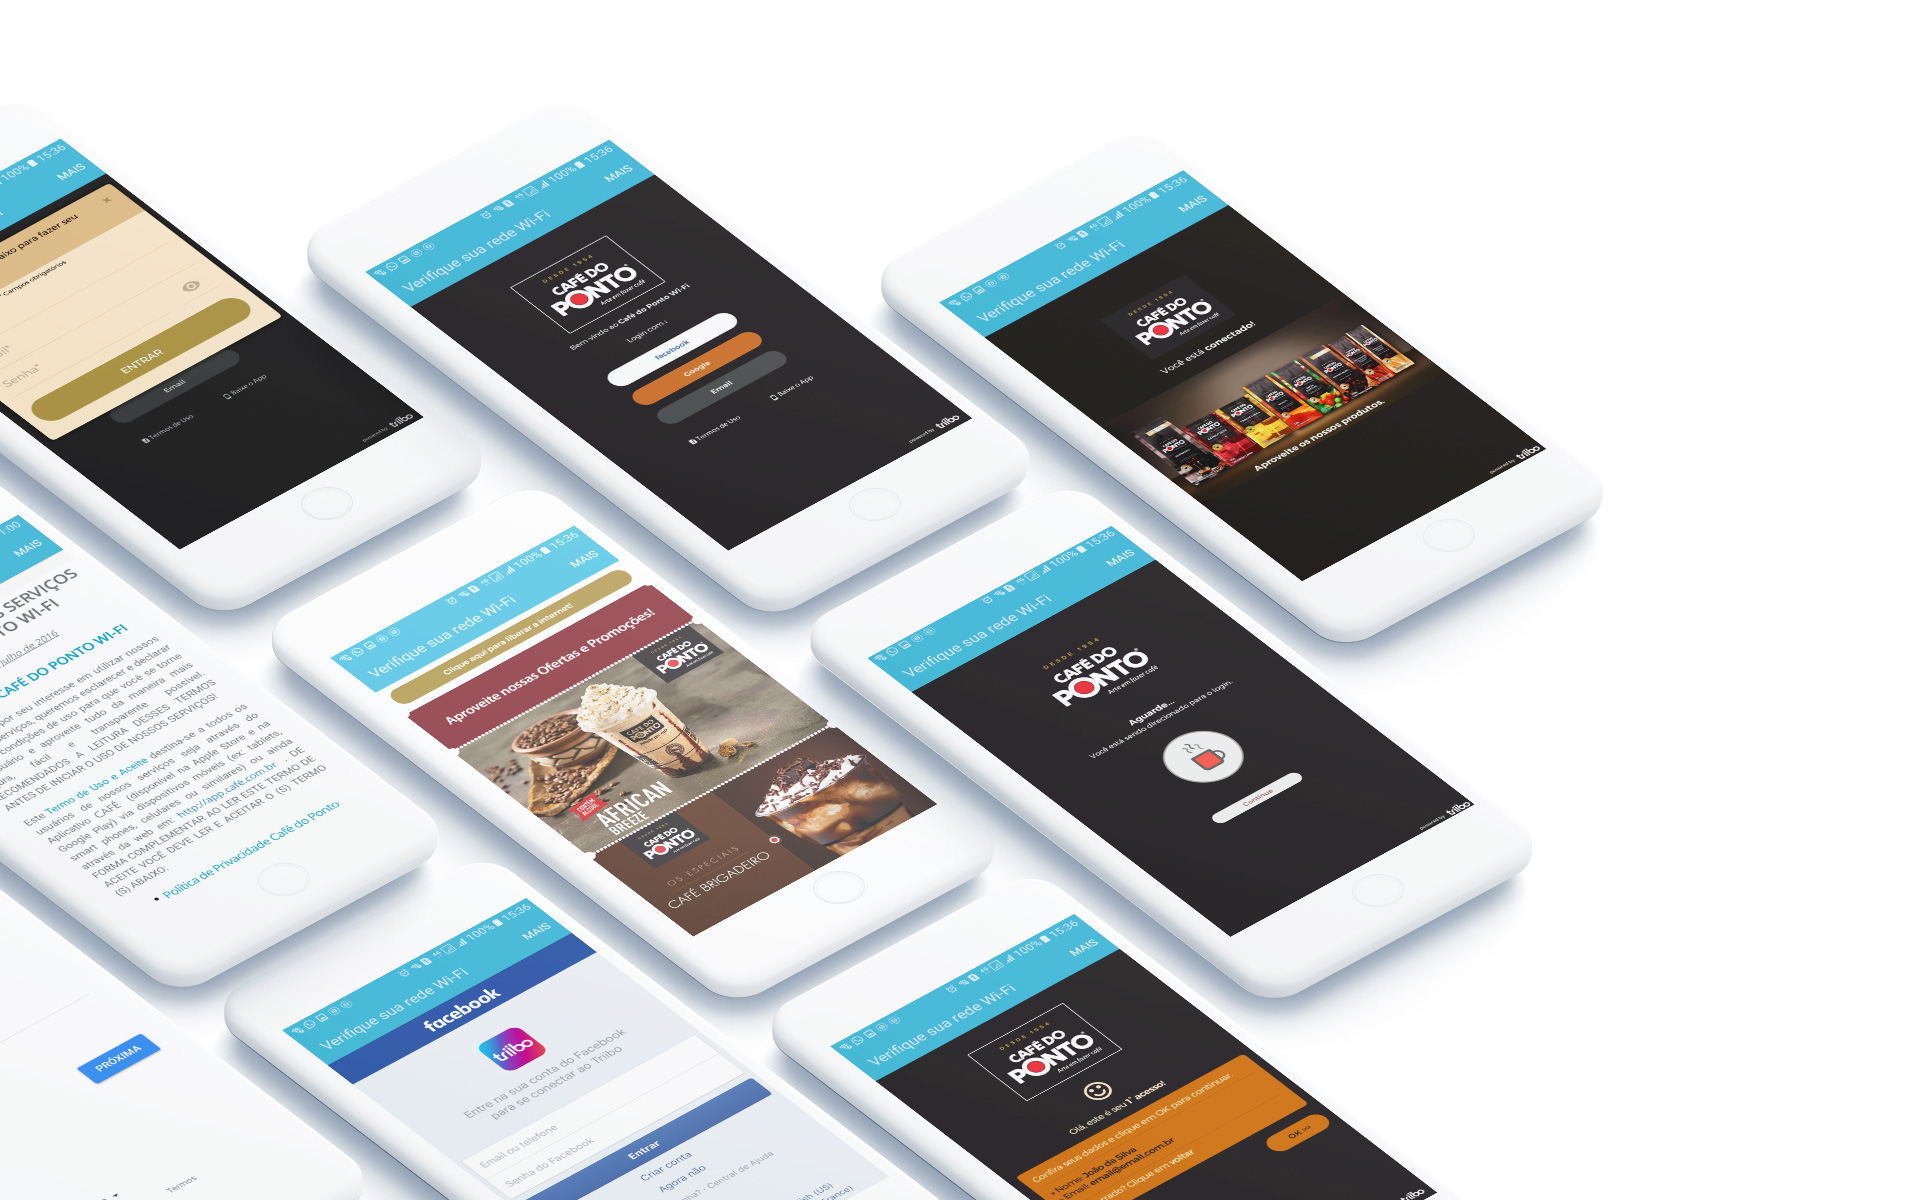 100% 15:36
MAIS
aixo para fazer seu
* Campos obrigatórios
Senha*
ENTRAR
Email
Termos de Uso
Baixe o App
powered by triibo
100% 15:36
Verifique sua rede Wi-Fi
MAIS
DESDE 1954
CAFÉ DO
PONTO
Arte em fazer café
Bem-vindo ao Café do Ponto Wi-Fi
Login com :
facebook
Google
Email
Termos de Uso
Baixe o App
powered by triibo
100% 15:36
Verifique sua rede Wi-Fi
MAIS
DESDE 1954
CAFÉ DO
PONTO
Arte em fazer café
Você está conectado!
Aproveite os nossos produtos.
powered by triibo
MAIS
S SERVIÇOS
TO WI-FI
julho de 2016
CAFÉ DO PONTO WI-FI
por seu interesse em utilizar nossos
serviços, queremos esclarecer e declarar
condições de uso para que você se torne
usuário e aproveite tudo da maneira mais
fácil e transparente possível.
RECOMENDADOS A LEITURA DESSES TERMOS
ANTES DE INICIAR O USO DE NOSSOS SERVIÇOS!
Este Termo de Uso e Aceite destina-se a todos os
usuários de nossos serviços seja através do
Aplicativo CAFÉ (disponível na Apple Store e na
Google Play) via dispositivos móveis (ex: tablets,
smart phones, celulares ou similares) ou ainda
através da web em: http://app.café.com.br . DE
FORMA COMPLEMENTAR AO LER ESTE TERMO DE
ACEITE VOCÊ DEVE LER E ACEITAR O (S) TERMO
(S) ABAIXO:
• Política de Privacidade Café do Ponto
100% 15:36
Verifique sua rede Wi-Fi
MAIS
Clique aqui para liberar a internet!
Aproveite nossas Ofertas e Promoções!
CAFÉ DO
PONTO
CAFÉ DO
PONTO
CONTÉM
ÁLCOOL
AFRICAN
BREEZE
CAFÉ DO
PONTO
OS ESPECIAIS
CAFÉ BRIGADEIRO
100% 15:36
Verifique sua rede Wi-Fi
MAIS
DESDE 1954
CAFÉ DO
PONTO
Arte em fazer café
Aguarde...
Você está sendo direcionado para o login.
Continue
powered by triibo
PRÓXIMA
Termos
100% 15:36
Verifique sua rede Wi-Fi
MAIS
facebook
triibo
Entre na sua conta do Facebook
para se conectar ao Triibo
Email ou telefone
Senha do Facebook
Entrar
Criar conta
Agora não
nha? · Central de Ajuda
100% 15:36
Verifique sua rede Wi-Fi
MAIS
DESDE 1954
CAFÉ DO
PONTO
Arte em fazer café
Olá, este é seu 1° acesso!
Confira seus dados e clique em OK para continuar.
• Nome: João da Silva
• Email: email@email.com.br
rado? Clique em voltar
OK >>
triibo